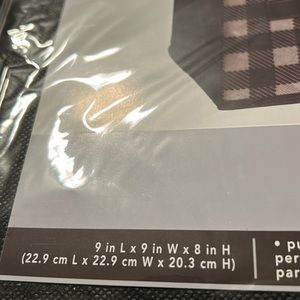 9 in L x 9 in W x 8 in H
(22.9 cm L x 22.9 cm W x 20.3 cm H)
• pu
per
par